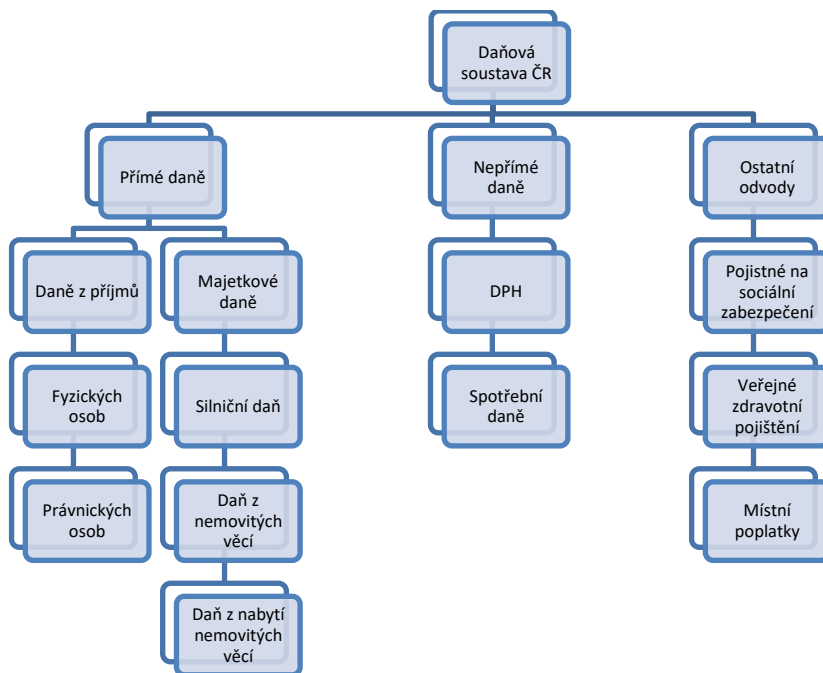 Daňová
soustava ČR
Přímé daně
Daně z příjmů
Fyzických
osob
Právnických
osob
Majetkové
daně
Silniční daň
Daň z
nemovitých
věcí
Daň z nabytí
nemovitých
věcí
Nepřímé
daně
DPH
Spotřební
daně
Ostatní
odvody
Pojistné na
sociální
zabezpečení
Veřejné
zdravotní
pojištění
Místní
poplatky